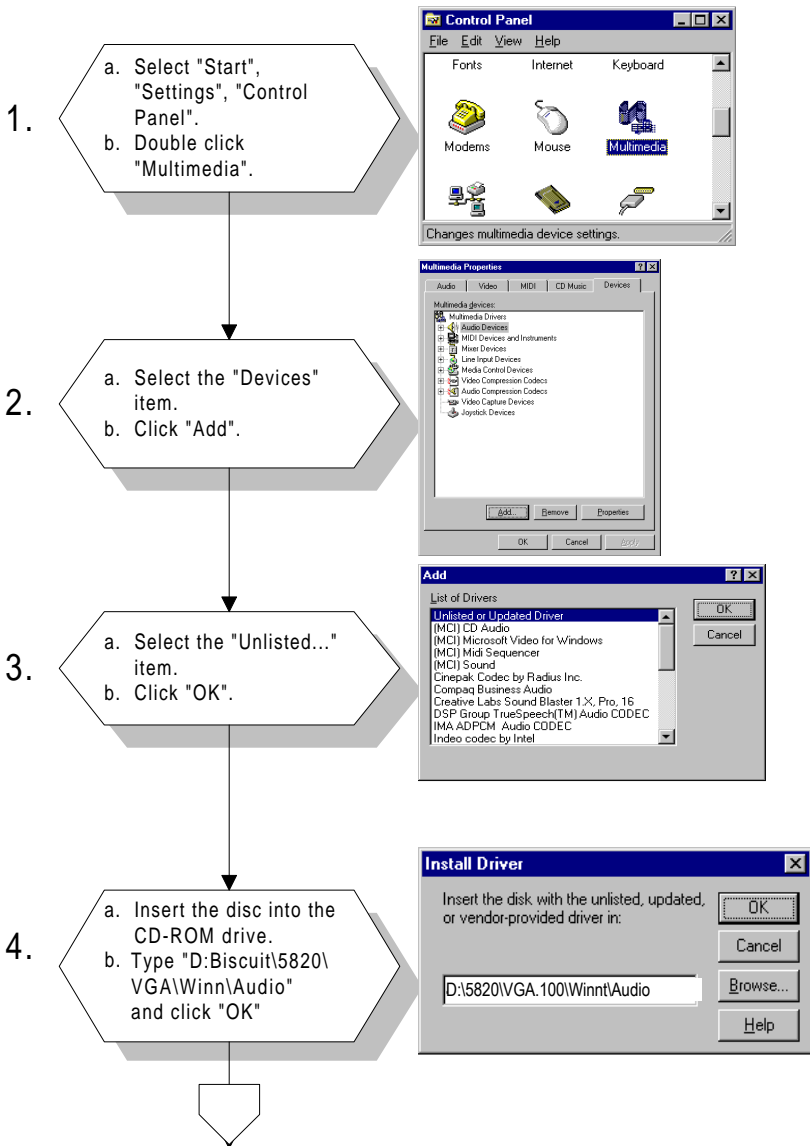 1.
a. Select "Start",
"Settings", "Control
Panel".
b. Double click
"Multimedia".
Control Panel
File Edit View Help
Fonts Internet Keyboard
Modems Mouse Multimedia
Changes multimedia device settings.
2.
a. Select the "Devices"
item.
b. Click "Add".
Multimedia Properties
Audio Video MIDI CD Music Devices
Multimedia devices:
Multimedia Drivers
Audio Devices
MIDI Devices and Instruments
Mixer Devices
Line Input Devices
Media Control Devices
Video Compression Codecs
Audio Compression Codecs
Video Capture Devices
Joystick Devices
Add... Remove Properties
OK Cancel Apply
3.
a. Select the "Unlisted..."
item.
b. Click "OK".
Add
List of Drivers
Unlisted or Updated Driver
(MCI) CD Audio
(MCI) Microsoft Video for Windows
(MCI) Midi Sequencer
(MCI) Sound
Cinepak Codec by Radius Inc.
Compaq Business Audio
Creative Labs Sound Blaster 1.X, Pro, 16
DSP Group TrueSpeech(TM) Audio CODEC
IMA ADPCM Audio CODEC
Indeo codec by Intel
OK
Cancel
4.
a. Insert the disc into the
CD-ROM drive.
b. Type "D:Biscuit\5820\
VGA\Winn\Audio"
and click "OK"
Install Driver
Insert the disk with the unlisted, updated,
or vendor-provided driver in:
D:\5820\VGA.100\Winnt\Audio
OK
Cancel
Browse...
Help